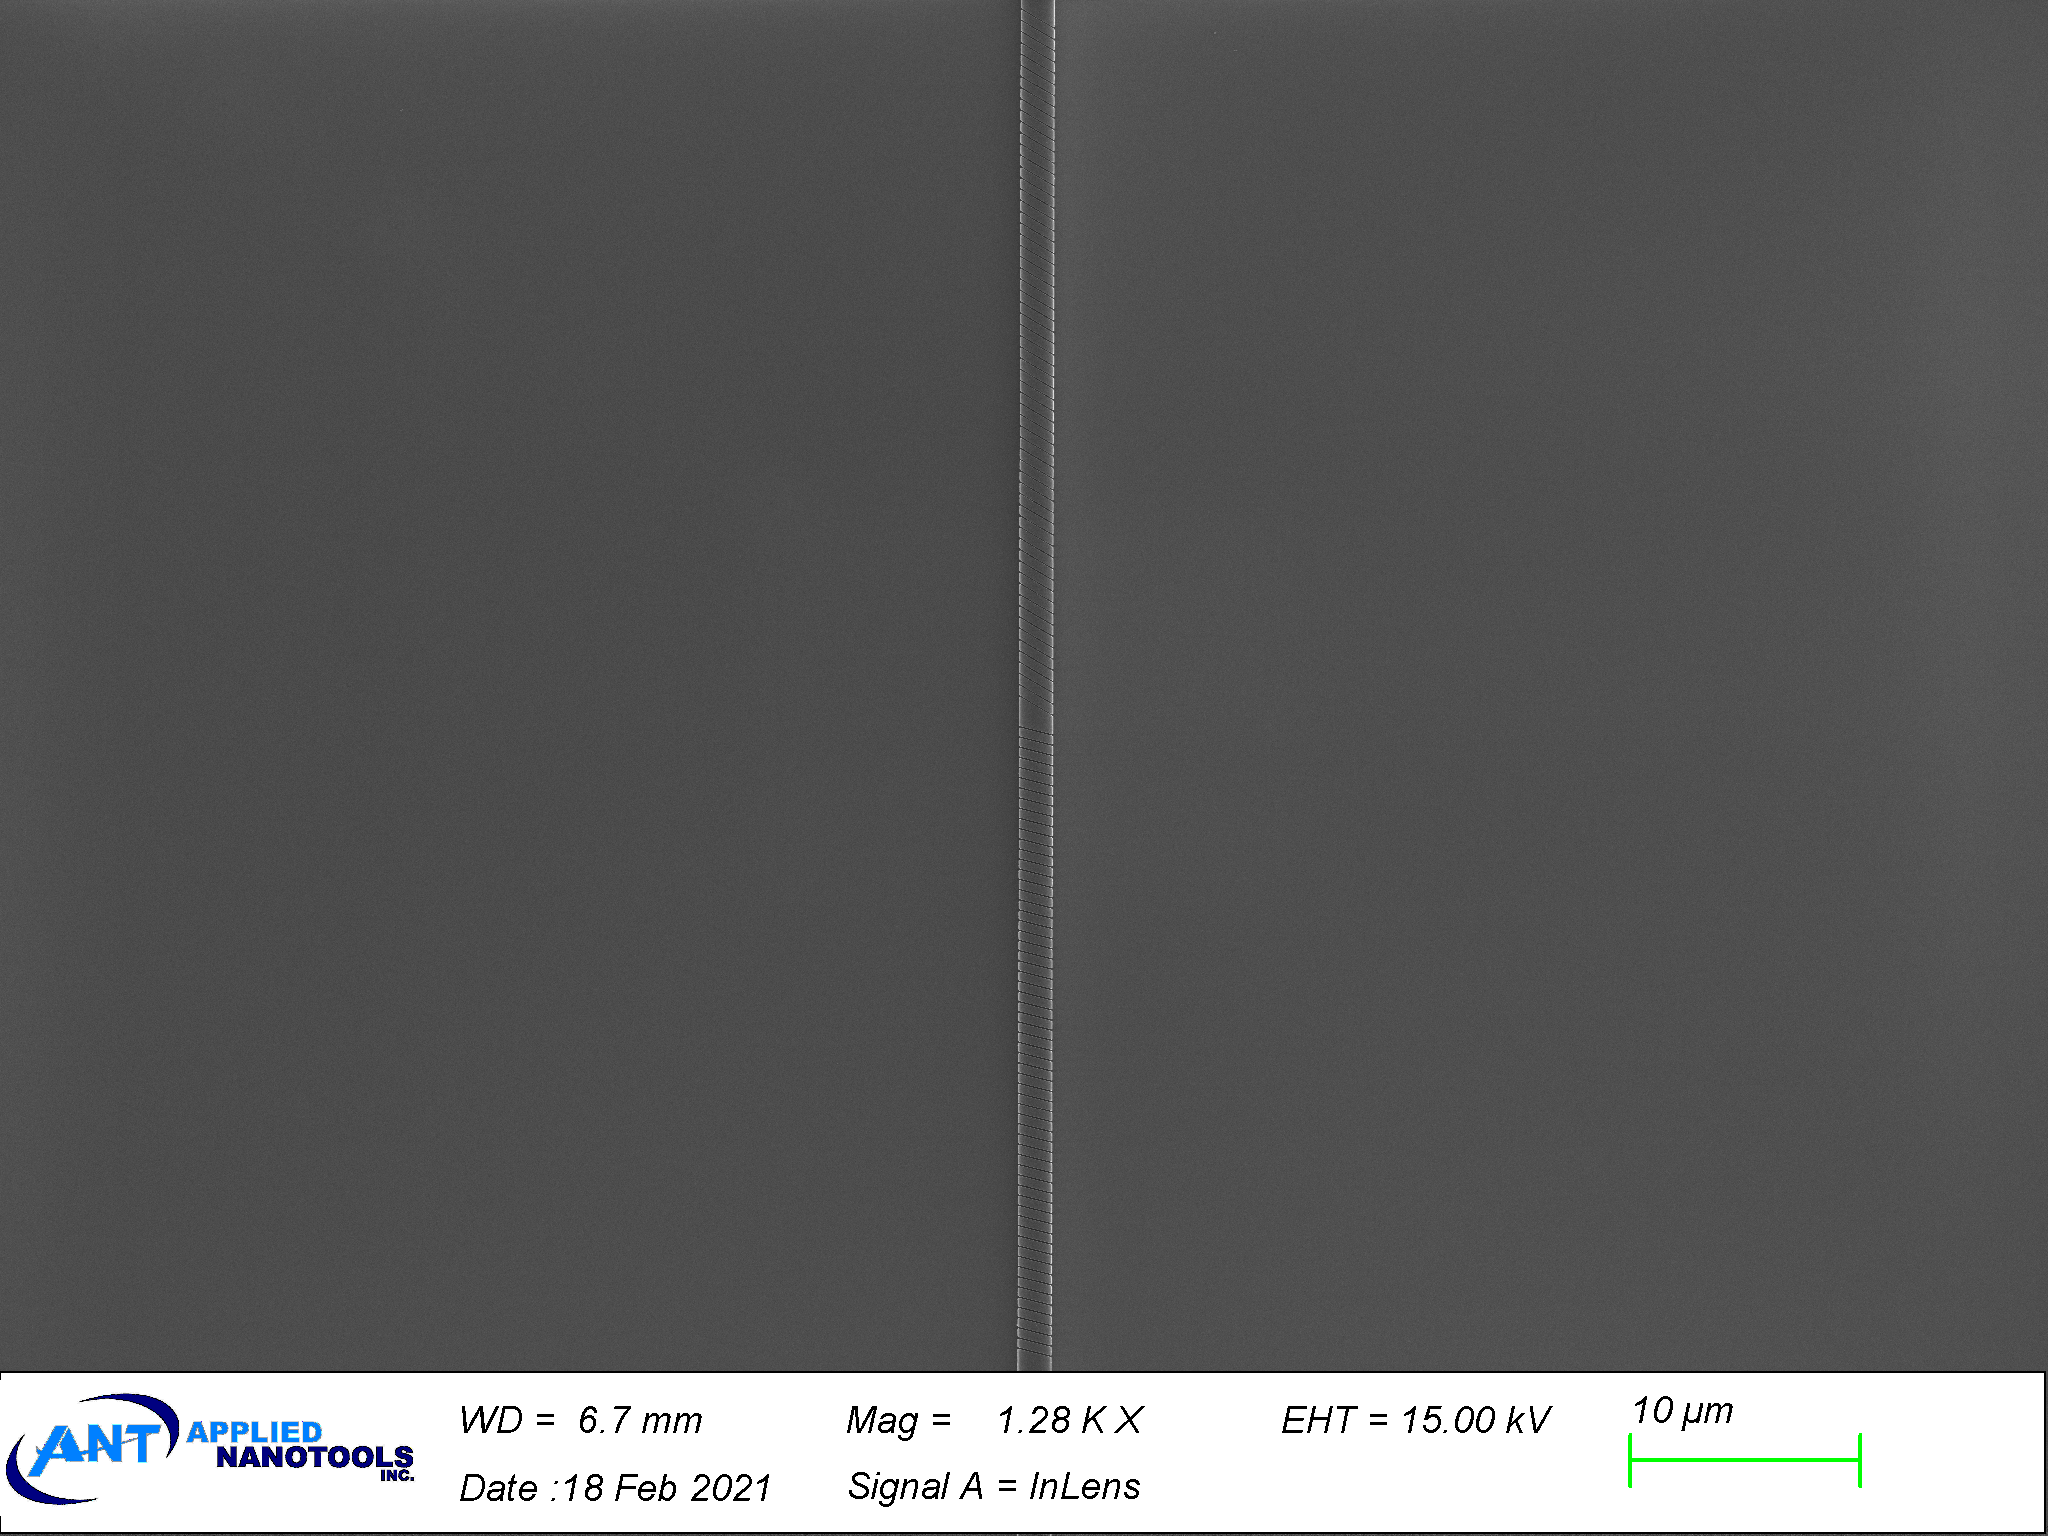 ANT APPLIED
NANOTOOLS
INC.
WD = 6.7 mm Mag = 1.28 K X EHT = 15.00 kV 10 µm
Date :18 Feb 2021 Signal A = InLens